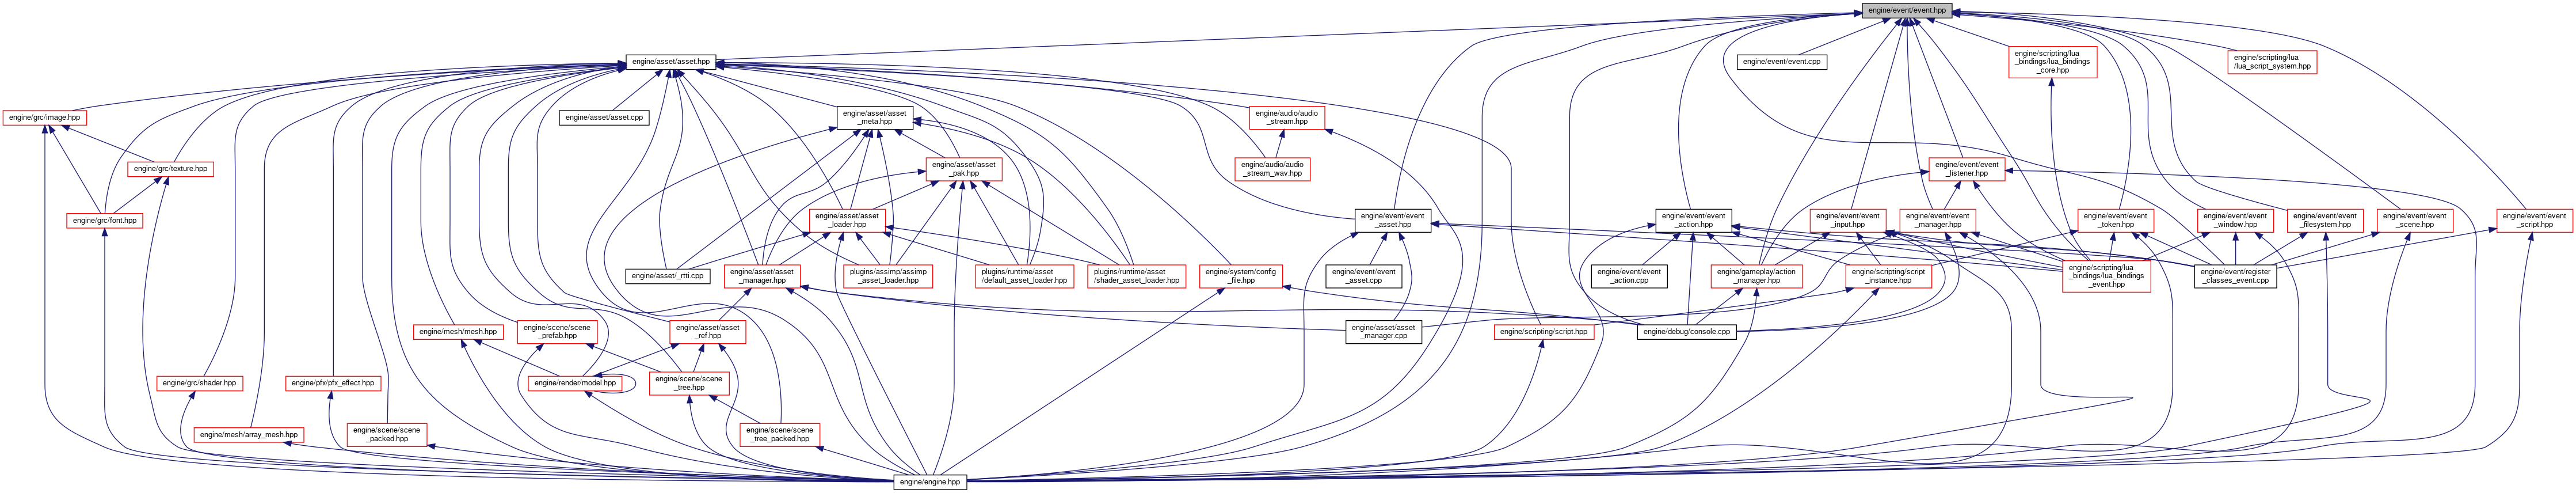 engine/event/event.hpp
engine/asset/asset.hpp
engine/event/event.cpp
engine/scripting/lua
_bindings/lua_bindings
_core.hpp
engine/scripting/lua
/lua_script_system.hpp
engine/grc/image.hpp
engine/asset/asset.cpp
engine/asset/asset
_meta.hpp
engine/audio/audio
_stream.hpp
engine/grc/texture.hpp
engine/asset/asset
_pak.hpp
engine/audio/audio
_stream_wav.hpp
engine/event/event
_listener.hpp
engine/grc/font.hpp
engine/asset/asset
_loader.hpp
engine/event/event
_asset.hpp
engine/event/event
_action.hpp
engine/event/event
_input.hpp
engine/event/event
_manager.hpp
engine/event/event
_token.hpp
engine/event/event
_window.hpp
engine/event/event
_filesystem.hpp
engine/event/event
_scene.hpp
engine/event/event
_script.hpp
engine/asset/_rtti.cpp
engine/asset/asset
_manager.hpp
plugins/assimp/assimp
_asset_loader.hpp
plugins/runtime/asset
/default_asset_loader.hpp
plugins/runtime/asset
/shader_asset_loader.hpp
engine/system/config
_file.hpp
engine/event/event
_asset.cpp
engine/event/event
_action.cpp
engine/gameplay/action
_manager.hpp
engine/scripting/script
_instance.hpp
engine/scripting/lua
_bindings/lua_bindings
_event.hpp
engine/event/register
_classes_event.cpp
engine/mesh/mesh.hpp
engine/scene/scene
_prefab.hpp
engine/asset/asset
_ref.hpp
engine/asset/asset
_manager.cpp
engine/scripting/script.hpp
engine/debug/console.cpp
engine/grc/shader.hpp
engine/pfx/pfx_effect.hpp
engine/render/model.hpp
engine/scene/scene
_tree.hpp
engine/mesh/array_mesh.hpp
engine/scene/scene
_packed.hpp
engine/scene/scene
_tree_packed.hpp
engine/engine.hpp